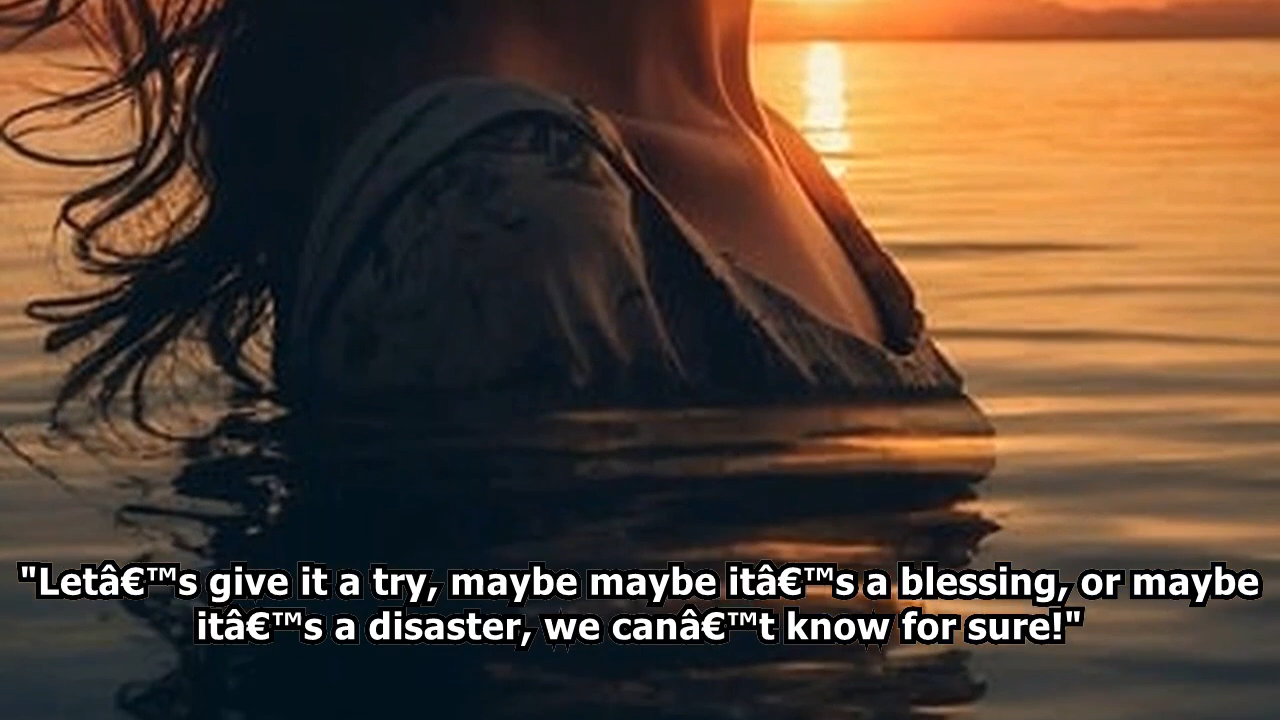 "Letâ€™s give it a try, maybe maybe itâ€™s a blessing, or maybe
itâ€™s a disaster, we canâ€™t know for sure!"